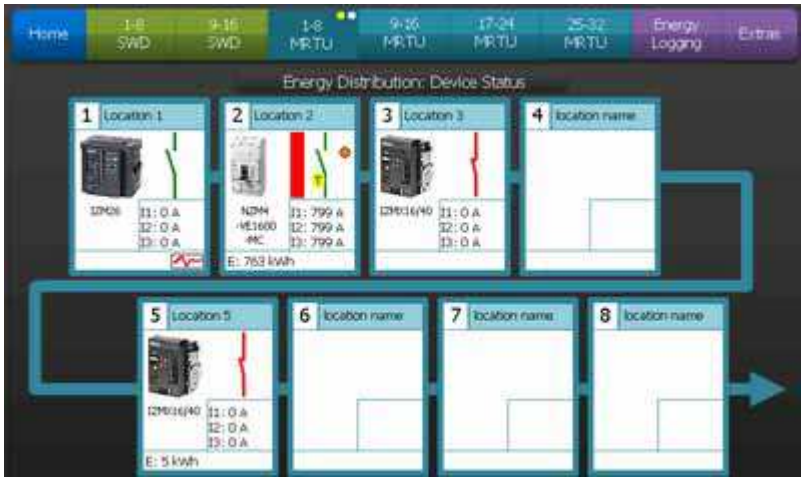 Home
1-8 SWD
9-16 SWD
1-8 MRTU
9-16 MRTU
17-24 MRTU
25-32 MRTU
Energy Logging
Extras
Energy Distribution: Device Status
1 Location 1
IZM26
I1: 0 A
I2: 0 A
I3: 0 A
2 Location 2
T
NZM4
-VE1600
-MC
I1: 799 A
I2: 799 A
I3: 799 A
E: 763 kWh
3 Location 3
IZMX16/40
I1: 0 A
I2: 0 A
I3: 0 A
4 location name
5 Location 5
IZMX16/40
I1: 0 A
I2: 0 A
I3: 0 A
E: 5 kWh
6 location name
7 location name
8 location name